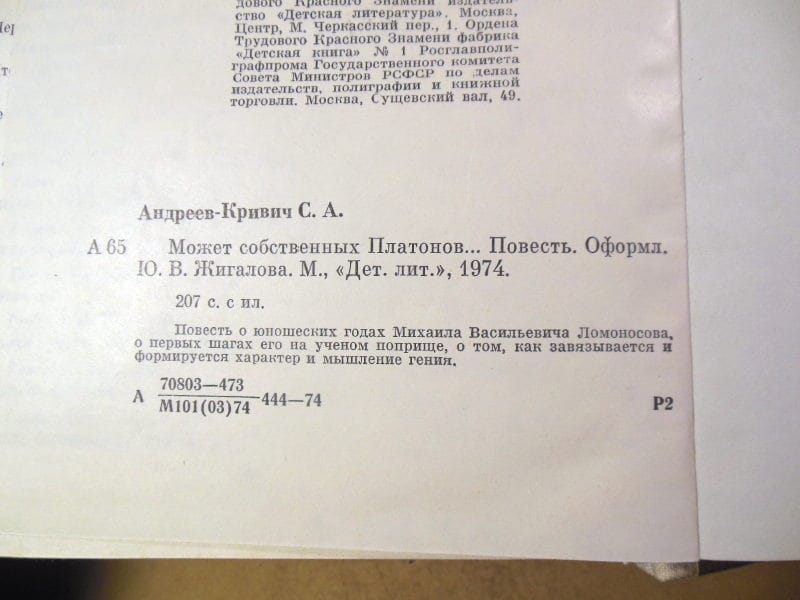 дового Красного Знамени издатель-
ство «Детская литература». Москва,
Центр, М. Черкасский пер., 1. Ордена
Трудового Красного Знамени фабрика
«Детская книга» № 1 Росглавполи-
графпрома Государственного комитета
Совета Министров РСФСР по делам
издательств, полиграфии и книжной
торговли. Москва, Сущевский вал, 49.
Андреев-Кривич С. А.
А 65 Может собственных Платонов... Повесть. Оформл.
Ю. В. Жигалова. М., «Дет. лит.», 1974.
207 с. с ил.
Повесть о юношеских годах Михаила Васильевича Ломоносова,
о первых шагах его на ученом поприще, о том, как завязывается и
формируется характер и мышление гения.
70803—473
А 444—74
М101(03)74
Р2